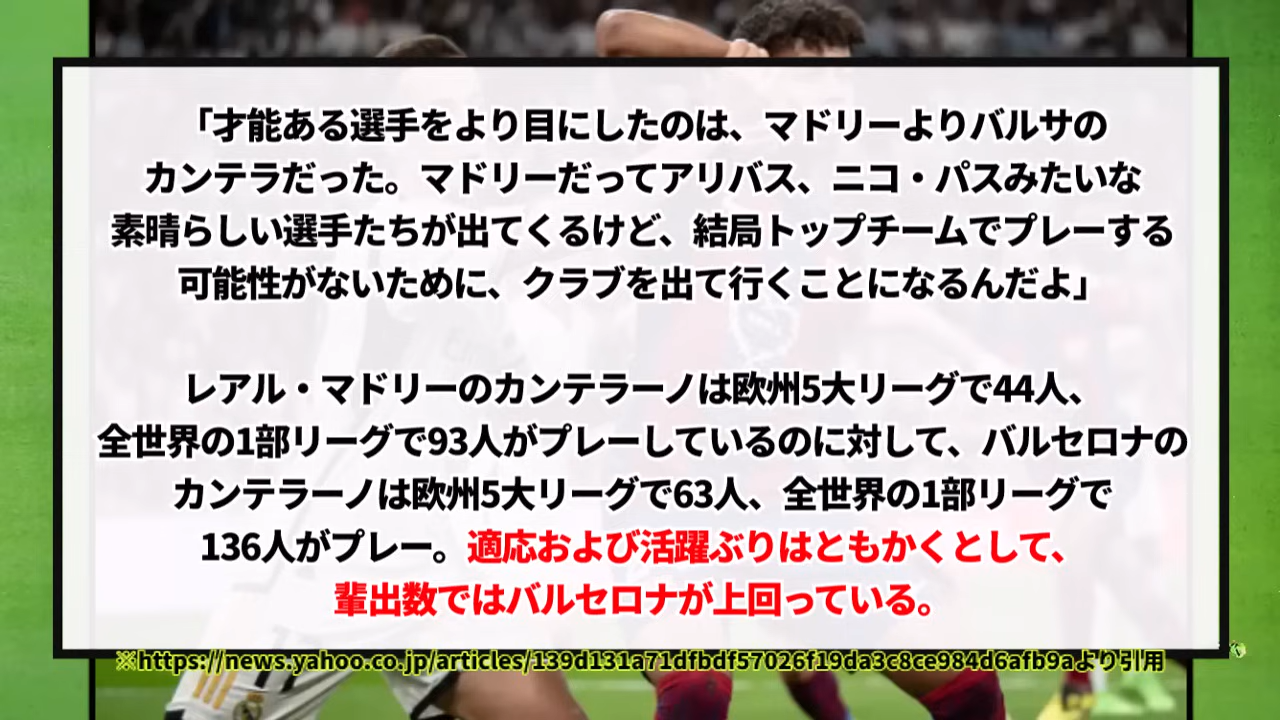 「才能ある選手をより目にしたのは、マドリーよりバルサの
カンテラだった。マドリーだってアリバス、ニコ・パスみたいな
素晴らしい選手たちが出てくるけど、結局トップチームでプレーする
可能性がないために、クラブを出て行くことになるんだよ」
レアル・マドリーのカンテラーノは欧州5大リーグで44人、
全世界の1部リーグで93人がプレーしているのに対して、バルセロナの
カンテラーノは欧州5大リーグで63人、全世界の1部リーグで
136人がプレー。適応および活躍ぶりはともかくとして、
輩出数ではバルセロナが上回っている。
※https://news.yahoo.co.jp/articles/139d131a71dfbdf57026f19da3c8ce984d6afb9aより引用